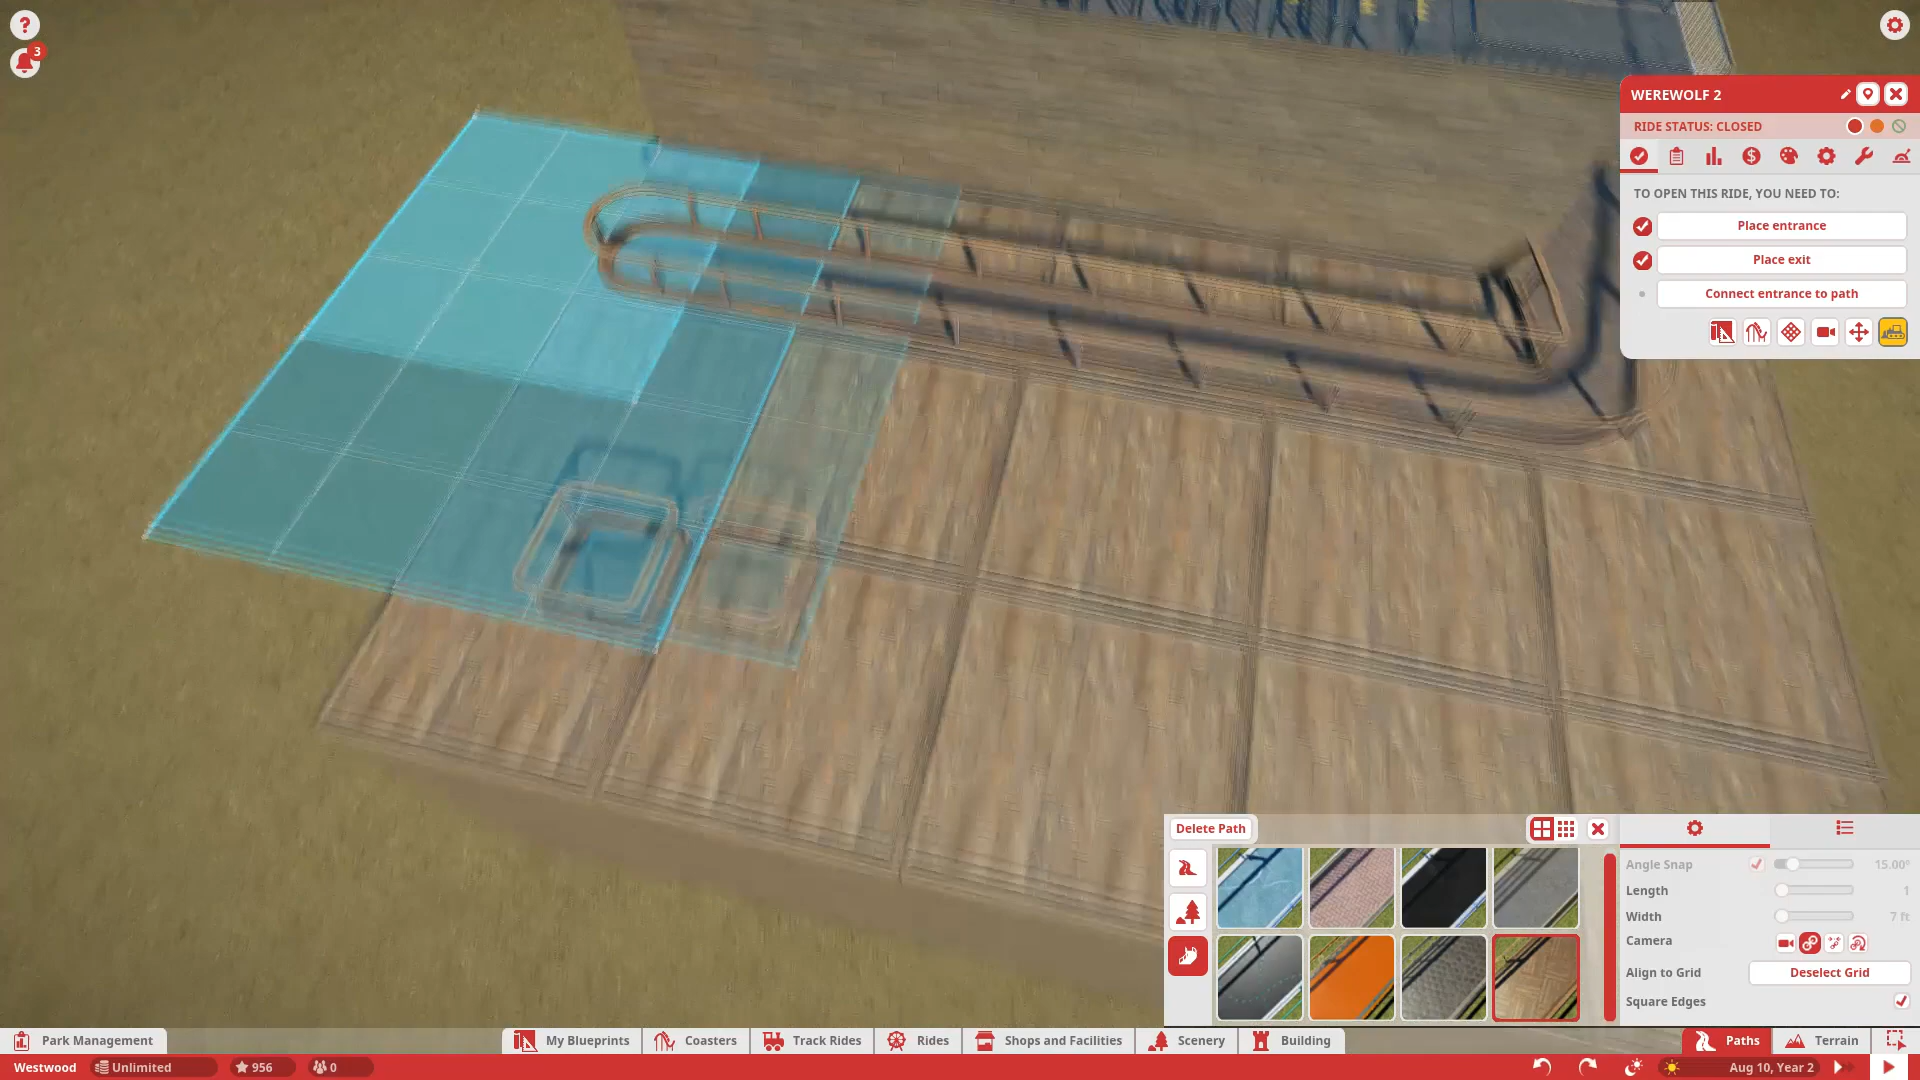 ?
3
WEREWOLF 2
RIDE STATUS: CLOSED
TO OPEN THIS RIDE, YOU NEED TO:
Place entrance
Place exit
Connect entrance to path
Delete Path
Angle Snap 15.00°
Length 1
Width 7 ft
Camera
Align to Grid Deselect Grid
Square Edges
Park Management My Blueprints Coasters Track Rides Rides Shops and Facilities Scenery Building Paths Terrain
Westwood Unlimited 956 0 Aug 10, Year 2